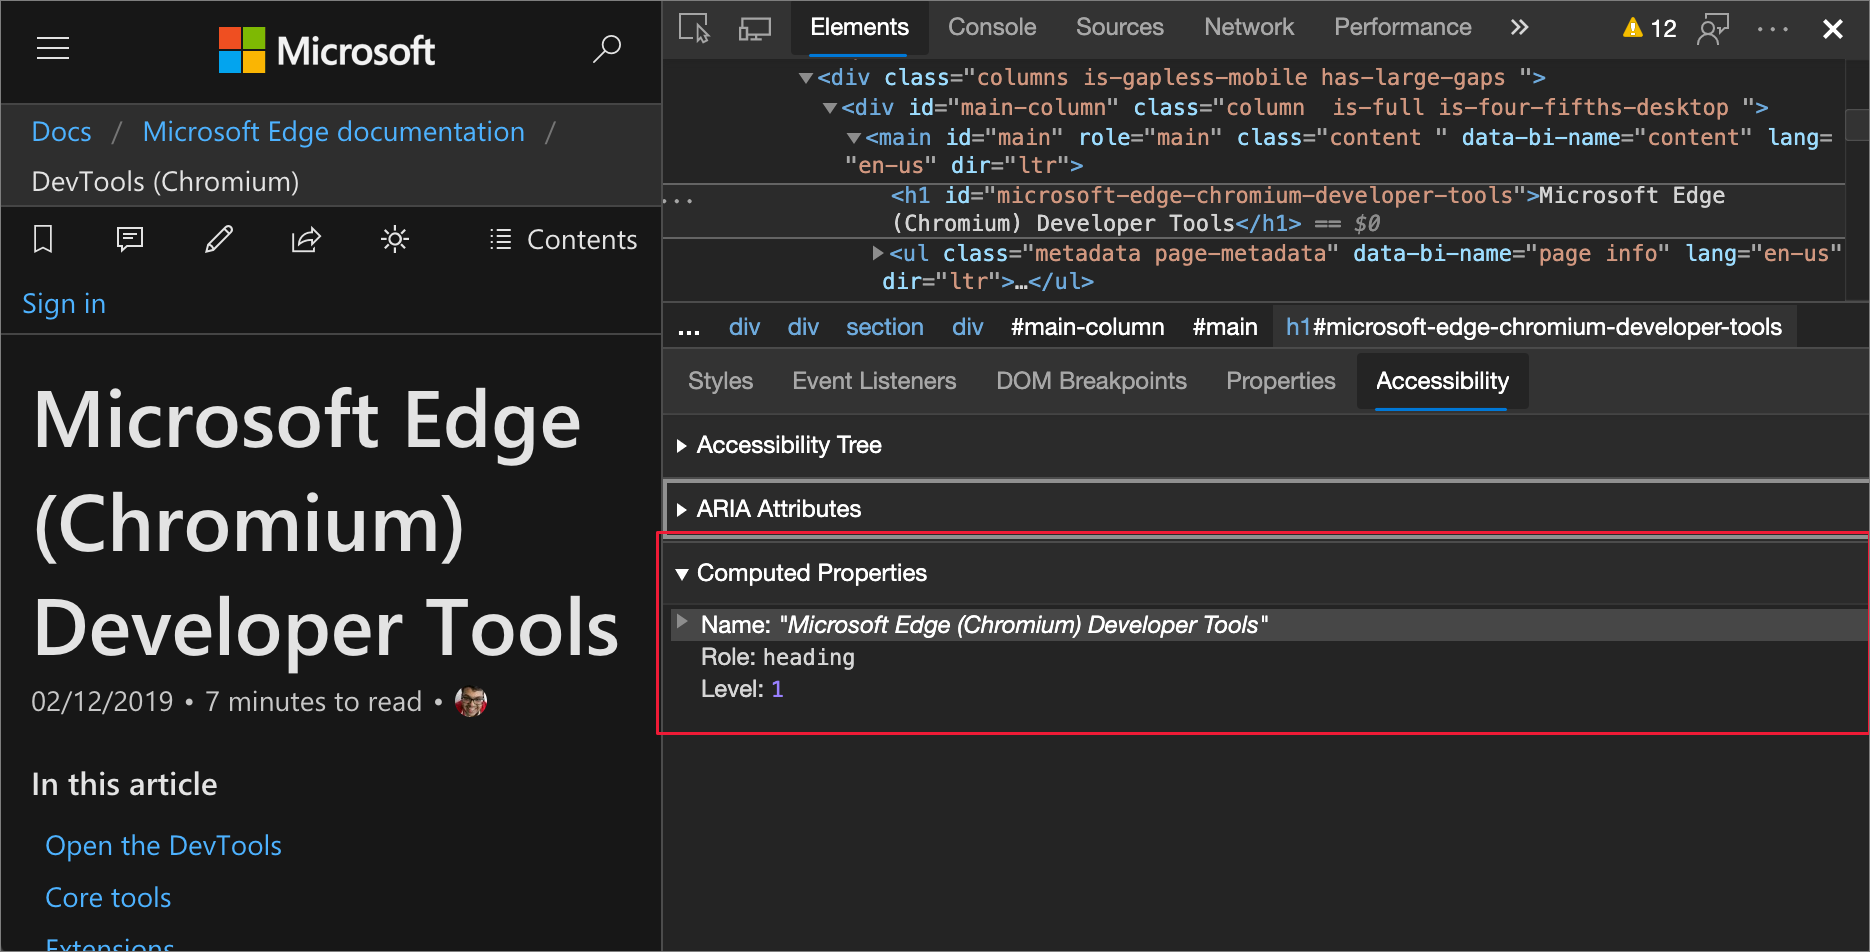 Microsoft
Docs / Microsoft Edge documentation /
DevTools (Chromium)
Contents
Sign in
Microsoft Edge
(Chromium)
Developer Tools
02/12/2019 • 7 minutes to read •
In this article
Open the DevTools
Core tools
Extensions
Elements Console Sources Network Performance » 12
<div class="columns is-gapless-mobile has-large-gaps ">
<div id="main-column" class="column  is-full is-four-fifths-desktop ">
<main id="main" role="main" class="content " data-bi-name="content" lang=
"en-us" dir="ltr">
... <h1 id="microsoft-edge-chromium-developer-tools">Microsoft Edge
(Chromium) Developer Tools</h1> == $0
<ul class="metadata page-metadata" data-bi-name="page info" lang="en-us"
dir="ltr">…</ul>
... div div section div #main-column #main h1#microsoft-edge-chromium-developer-tools
Styles Event Listeners DOM Breakpoints Properties Accessibility
Accessibility Tree
ARIA Attributes
Computed Properties
Name: "Microsoft Edge (Chromium) Developer Tools"
Role: heading
Level: 1